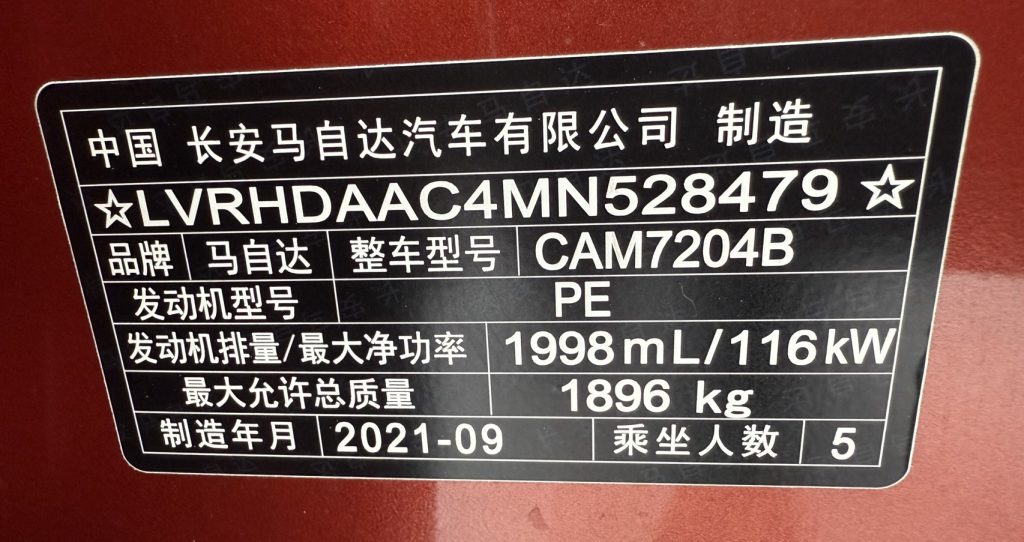 中国 长安马自达汽车有限公司 制造
☆LVRHDAAC4MN528479☆
品牌 马自达 整车型号 CAM7204B
发动机型号 PE
发动机排量/最大净功率 1998mL/116kW
最大允许总质量 1896 kg
制造年月 2021-09 乘坐人数 5